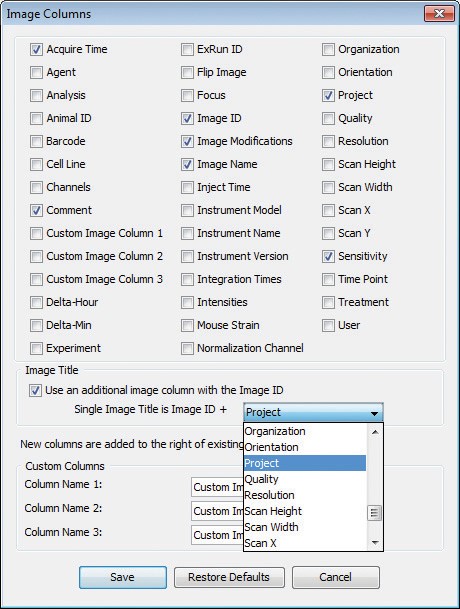 Image Columns
Acquire Time
Agent
Analysis
Animal ID
Barcode
Cell Line
Channels
Comment
Custom Image Column 1
Custom Image Column 2
Custom Image Column 3
Delta-Hour
Delta-Min
Experiment
ExRun ID
Flip Image
Focus
Image ID
Image Modifications
Image Name
Inject Time
Instrument Model
Instrument Name
Instrument Version
Integration Times
Intensities
Mouse Strain
Normalization Channel
Organization
Orientation
Project
Quality
Resolution
Scan Height
Scan Width
Scan X
Scan Y
Sensitivity
Time Point
Treatment
User
Image Title
Use an additional image column with the Image ID
Single Image Title is Image ID + Project
Organization
Orientation
Project
Quality
Resolution
Scan Height
Scan Width
Scan X
New columns are added to the right of existing
Custom Columns
Column Name 1: Custom Im
Column Name 2: Custom Im
Column Name 3: Custom Im
Save Restore Defaults Cancel